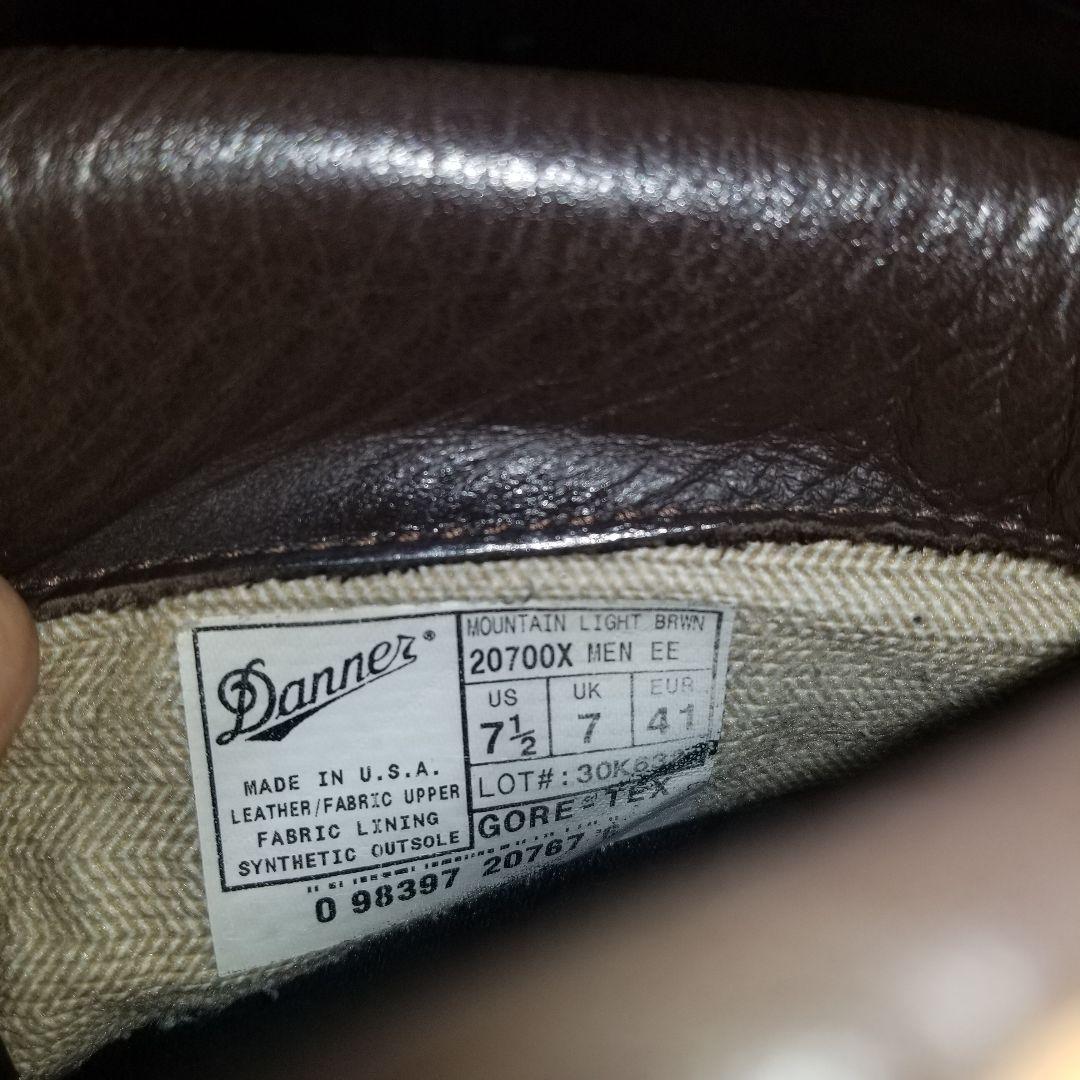 Danner®
MADE IN U.S.A.
LEATHER/FABRIC UPPER
FABRIC LINING
SYNTHETIC OUTSOLE
MOUNTAIN LIGHT BRWN
20700X MEN EE
US UK EUR
7½ 7 41
LOT#:
GORE-TEX
0 98397 20767